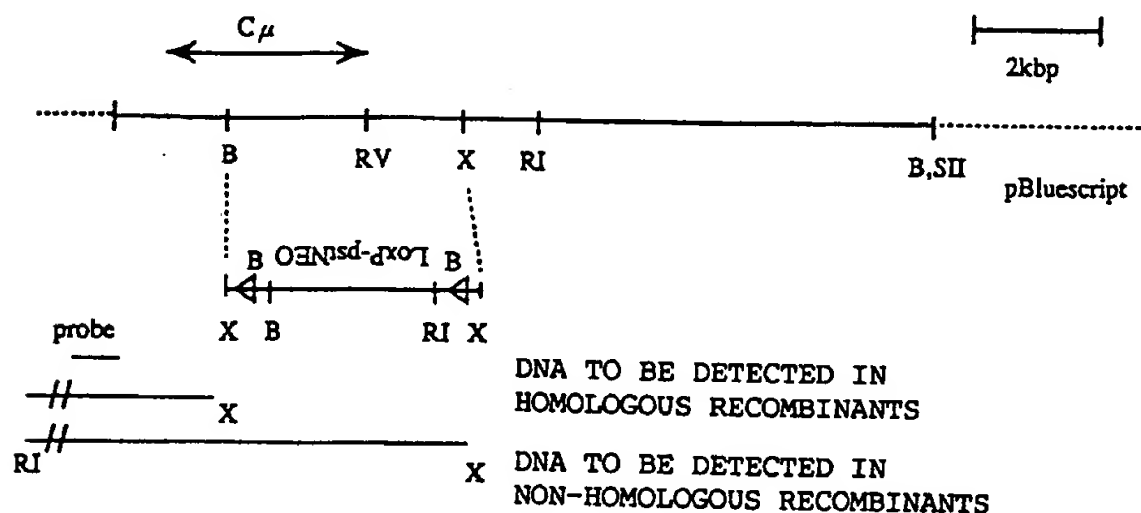 Cμ
2kbp
B RV X RI B,SII pBluescript
B LoxP-pstNEO B
X B RI X
probe
DNA TO BE DETECTED IN
HOMOLOGOUS RECOMBINANTS
X
RI
X
DNA TO BE DETECTED IN
NON-HOMOLOGOUS RECOMBINANTS